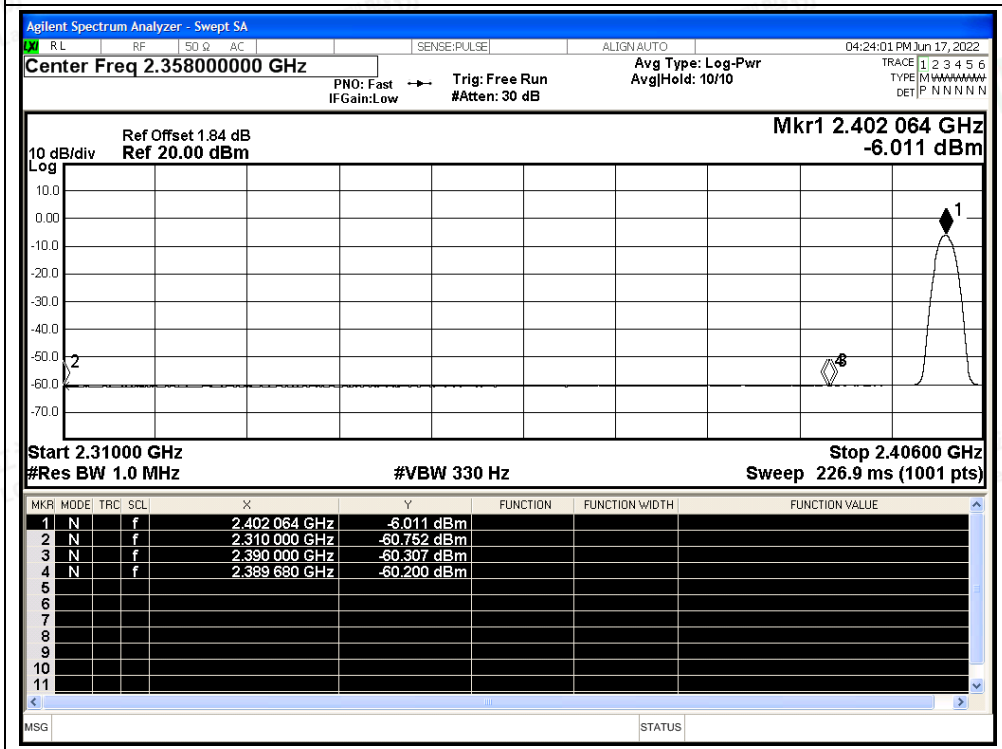 Agilent Spectrum Analyzer - Swept SA
LXI RL RF 50 Ω AC SENSE:PULSE ALIGN AUTO 04:24:01 PM Jun 17, 2022
Center Freq 2.358000000 GHz
PNO: Fast
IFGain:Low
Trig: Free Run
#Atten: 30 dB
Avg Type: Log-Pwr
Avg|Hold: 10/10
TRACE 1 2 3 4 5 6
TYPE M WWWWW
DET P N N N N N
Mkr1 2.402 064 GHz
-6.011 dBm
Ref Offset 1.84 dB
10 dB/div Ref 20.00 dBm
Log
10.0
0.00
-10.0
-20.0
-30.0
-40.0
-50.0
-60.0
-70.0
1
2
4 3
Start 2.31000 GHz Stop 2.40600 GHz
#Res BW 1.0 MHz #VBW 330 Hz Sweep 226.9 ms (1001 pts)
MKR MODE TRC SCL X Y FUNCTION FUNCTION WIDTH FUNCTION VALUE
1 N f 2.402 064 GHz -6.011 dBm
2 N f 2.310 000 GHz -60.752 dBm
3 N f 2.390 000 GHz -60.307 dBm
4 N f 2.389 680 GHz -60.200 dBm
5
6
7
8
9
10
11
MSG STATUS